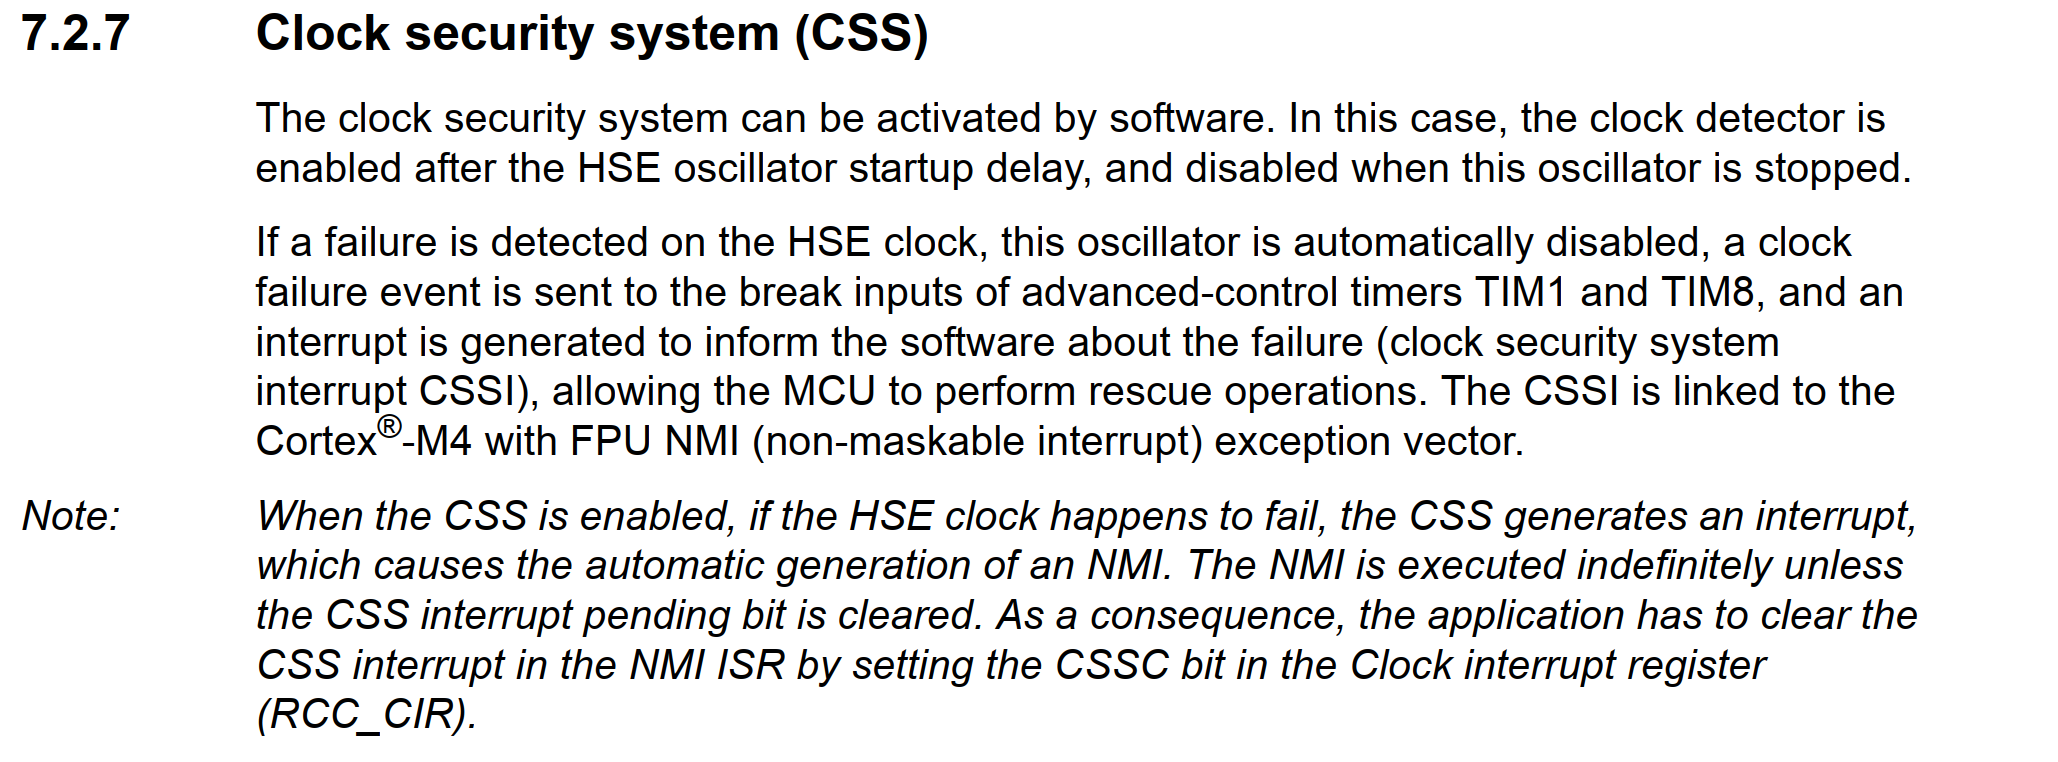 7.2.7 Clock security system (CSS)
The clock security system can be activated by software. In this case, the clock detector is
enabled after the HSE oscillator startup delay, and disabled when this oscillator is stopped.
If a failure is detected on the HSE clock, this oscillator is automatically disabled, a clock
failure event is sent to the break inputs of advanced-control timers TIM1 and TIM8, and an
interrupt is generated to inform the software about the failure (clock security system
interrupt CSSI), allowing the MCU to perform rescue operations. The CSSI is linked to the
Cortex®-M4 with FPU NMI (non-maskable interrupt) exception vector.
Note: When the CSS is enabled, if the HSE clock happens to fail, the CSS generates an interrupt,
which causes the automatic generation of an NMI. The NMI is executed indefinitely unless
the CSS interrupt pending bit is cleared. As a consequence, the application has to clear the
CSS interrupt in the NMI ISR by setting the CSSC bit in the Clock interrupt register
(RCC_CIR).